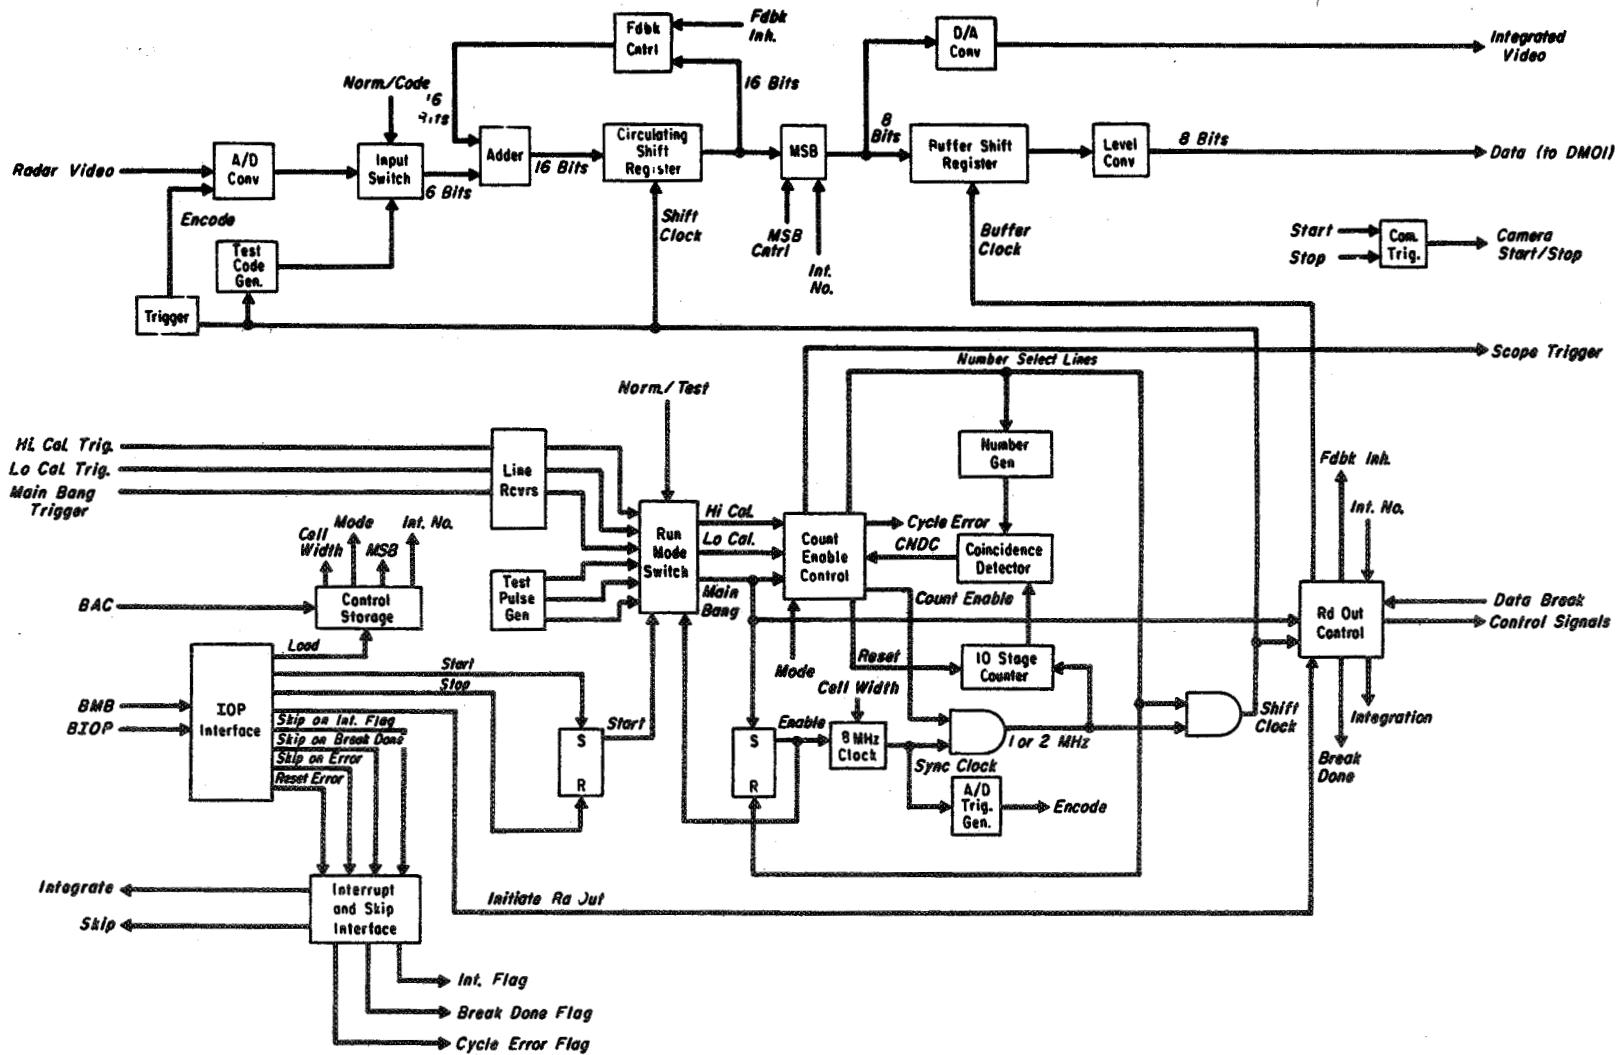 Fdbk
Cntrl
Fdbk
Inh.
D/A
Conv
Integrated
Video
Norm./Code
16 Bits
8
Bits
A/D
Conv
Input
Switch
Adder
Circulating
Shift
Register
MSB
Buffer Shift
Register
Level
Conv
8 Bits
Radar Video
6 Bits
16 Bits
Data (to DMOI)
Encode
Shift
Clock
MSB
Cntrl
Int.
No.
Buffer
Clock
Start
Stop
Com.
Trig.
Camera
Start/Stop
Test
Code
Gen.
Trigger
Scope Trigger
Number Select Lines
Norm./ Test
Hi. Cal. Trig.
Lo Cal. Trig.
Main Bang
Trigger
Line
Rcvrs
Number
Gen
Fdbk Inh.
Int. No.
Cell
Width
Mode
MSB
Int. No.
Run
Mode
Switch
Hi Cal.
Lo Cal.
Main
Bang
Count
Enable
Control
Cycle Error
CNDC
Coincidence
Detector
Count Enable
Test
Pulse
Gen
BAC
Control
Storage
Rd Out
Control
Data Break
Control Signals
Load
Start
Stop
Mode
Reset
10 Stage
Counter
Cell Width
BMB
BIOP
IOP
Interface
Skip on Int. Flag
Skip on Break Done
Skip on Error
Reset Error
S
R
Start
S
R
Enable
8 MHz
Clock
1 or 2 MHz
Sync Clock
Shift
Clock
Integration
Break
Done
A/D
Trig.
Gen.
Encode
Integrate
Skip
Interrupt
and Skip
Interface
Initiate
Int. Flag
Break Done Flag
Cycle Error Flag